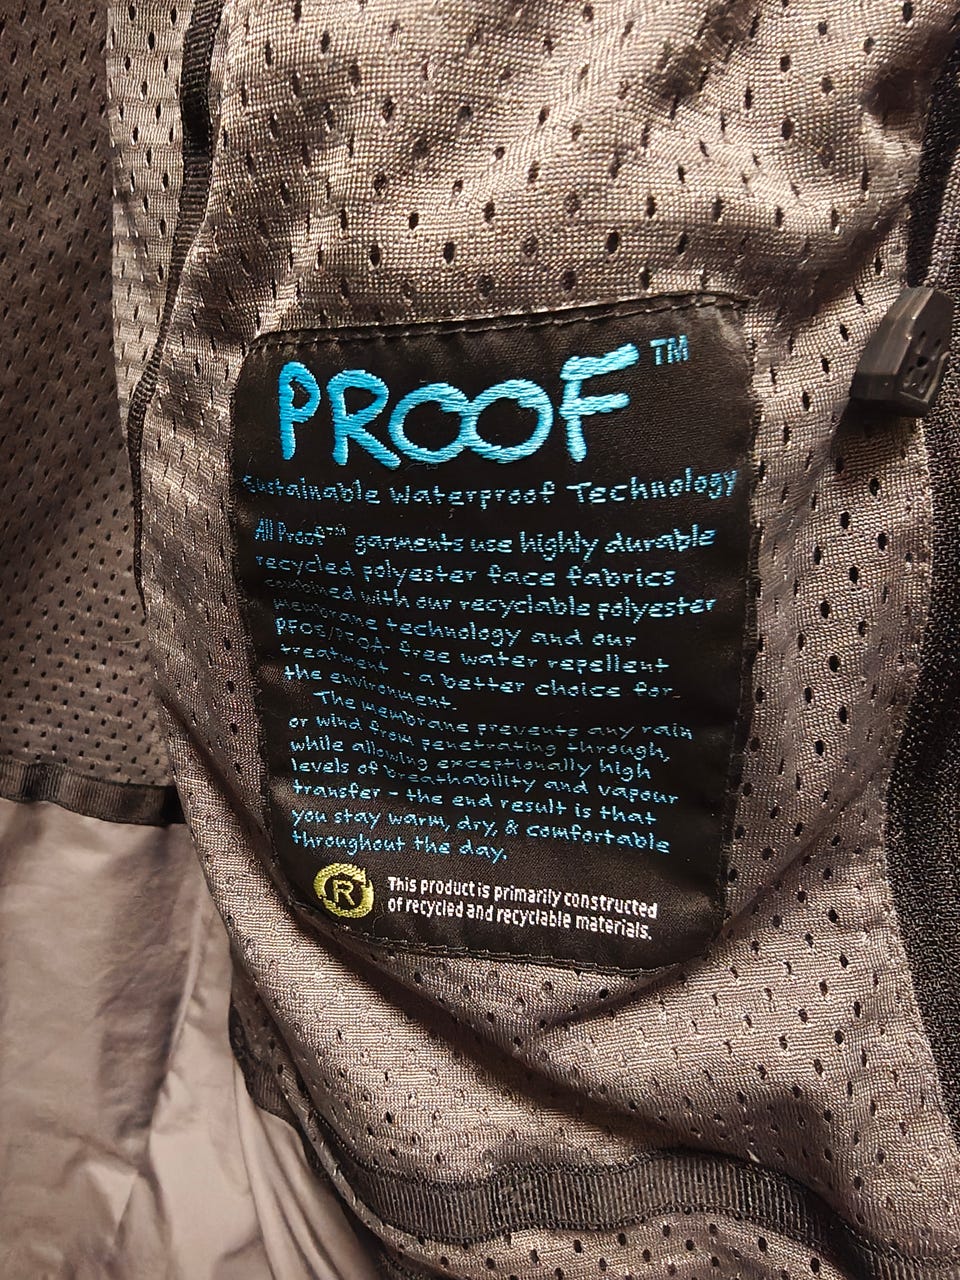 PROOF™
Sustainable Waterproof Technology
All Proof™ garments use highly durable
recycled polyester face fabrics
combined with our recyclable polyester
membrane technology and our
PFOS/PFOA free water repellent
treatment - a better choice for
the environment.
The membrane prevents any rain
or wind from penetrating through,
while allowing exceptionally high
levels of breathability and vapour
transfer - the end result is that
you stay warm, dry, & comfortable
throughout the day.
R
This product is primarily constructed
of recycled and recyclable materials.